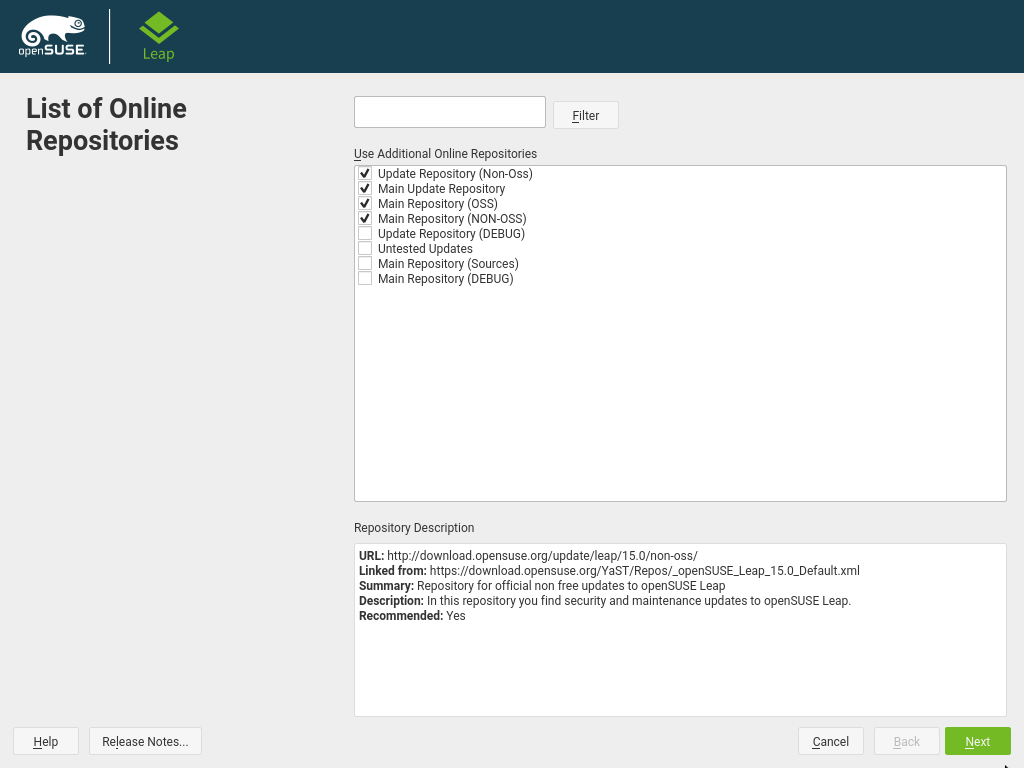 openSUSE.
Leap
List of Online
Repositories
Filter
Use Additional Online Repositories
Update Repository (Non-Oss)
Main Update Repository
Main Repository (OSS)
Main Repository (NON-OSS)
Update Repository (DEBUG)
Untested Updates
Main Repository (Sources)
Main Repository (DEBUG)
Repository Description
URL: http://download.opensuse.org/update/leap/15.0/non-oss/
Linked from: https://download.opensuse.org/YaST/Repos/_openSUSE_Leap_15.0_Default.xml
Summary: Repository for official non free updates to openSUSE Leap
Description: In this repository you find security and maintenance updates to openSUSE Leap.
Recommended: Yes
Help
Release Notes...
Cancel
Back
Next